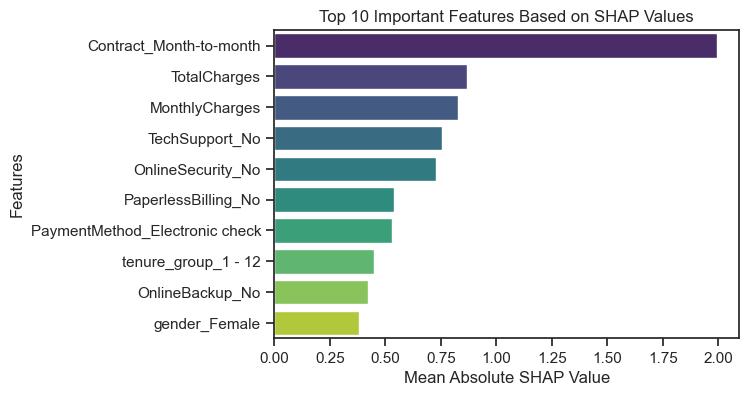 Top 10 Important Features Based on SHAP Values
Features
Contract_Month-to-month
TotalCharges
MonthlyCharges
TechSupport_No
OnlineSecurity_No
PaperlessBilling_No
PaymentMethod_Electronic check
tenure_group_1 - 12
OnlineBackup_No
gender_Female
0.00 0.25 0.50 0.75 1.00 1.25 1.50 1.75 2.00
Mean Absolute SHAP Value